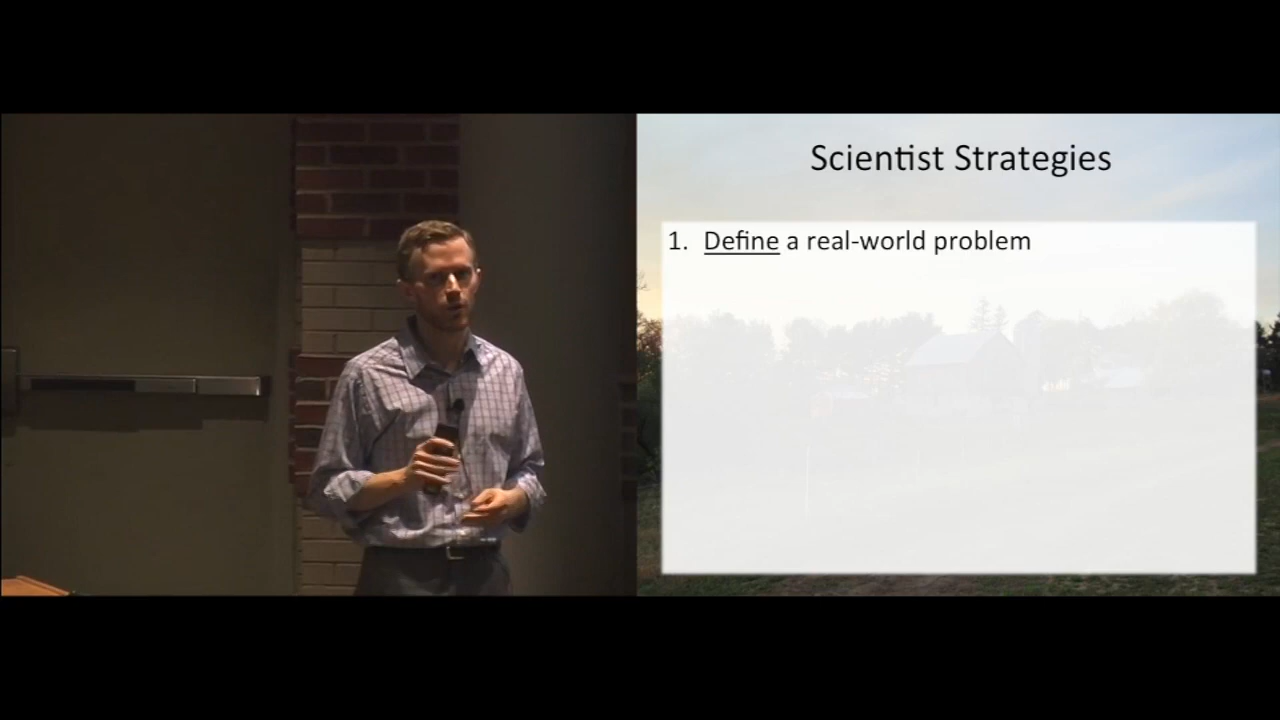 Scientist Strategies
1. Define a real-world problem